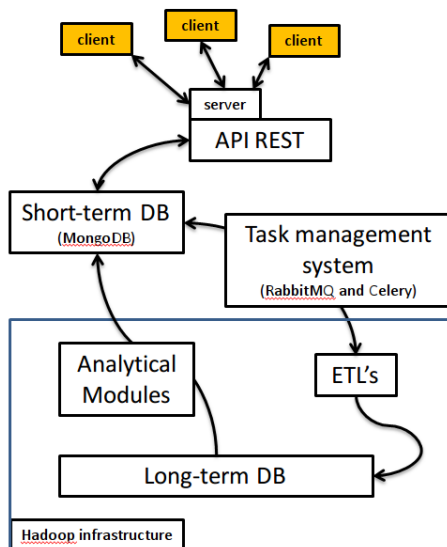 client
client
client
server
API REST
Short-term DB
(MongoDB)
Task management
system
(RabbitMQ and Celery)
Analytical
Modules
ETL’s
Long-term DB
Hadoop infrastructure